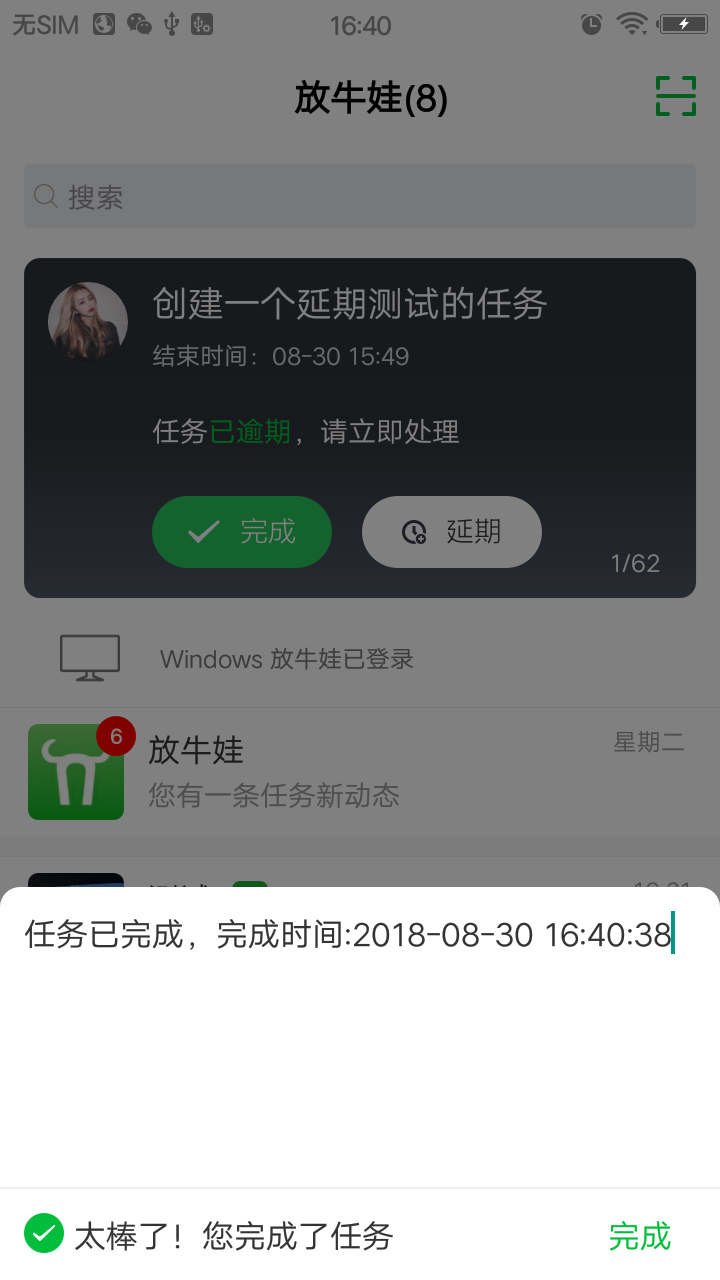 无SIM 16:40
放牛娃(8)
搜索
创建一个延期测试的任务
结束时间：08-30 15:49
任务已逾期，请立即处理
完成 延期
1/62
Windows 放牛娃已登录
6
放牛娃 星期二
您有一条任务新动态
任务已完成，完成时间:2018-08-30 16:40:38
太棒了！您完成了任务 完成